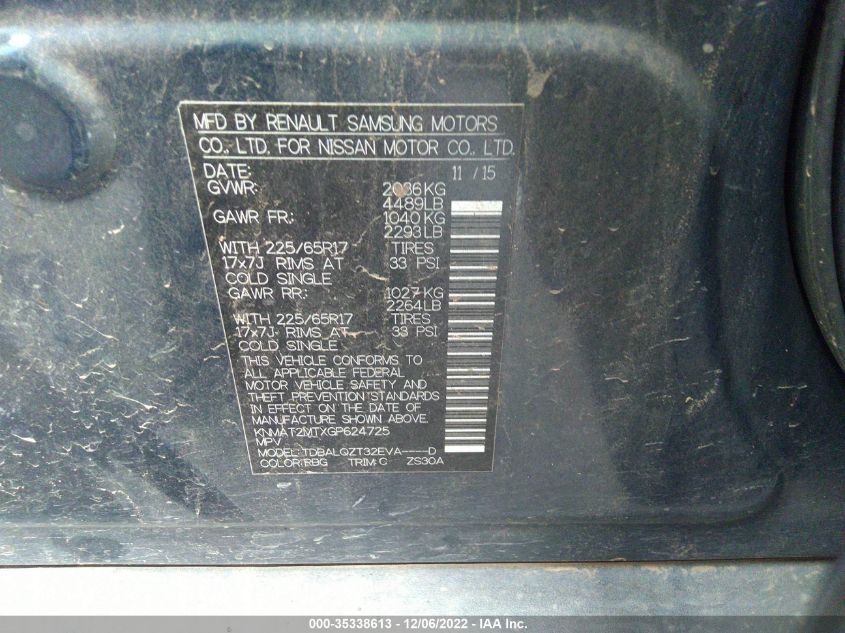 MFD BY RENAULT SAMSUNG MOTORS
CO., LTD. FOR NISSAN MOTOR CO., LTD.
DATE: 11 / 15
GVWR: 2036KG
4489LB
GAWR FR: 1040KG
2293LB
WITH 225/65R17 TIRES
17x7J RIMS AT 33 PSI
COLD SINGLE
GAWR RR: 1027KG
2264LB
WITH 225/65R17 TIRES
17x7J RIMS AT 33 PSI
COLD SINGLE
THIS VEHICLE CONFORMS TO
ALL APPLICABLE FEDERAL
MOTOR VEHICLE SAFETY AND
THEFT PREVENTION STANDARDS
IN EFFECT ON THE DATE OF
MANUFACTURE SHOWN ABOVE.
KNMAT2MTXGP624725
MPV
MODEL: TDBALQZT32EVA----D
COLOR: RBG TRIM: C ZS30A
000-35338613 - 12/06/2022 - IAA Inc.